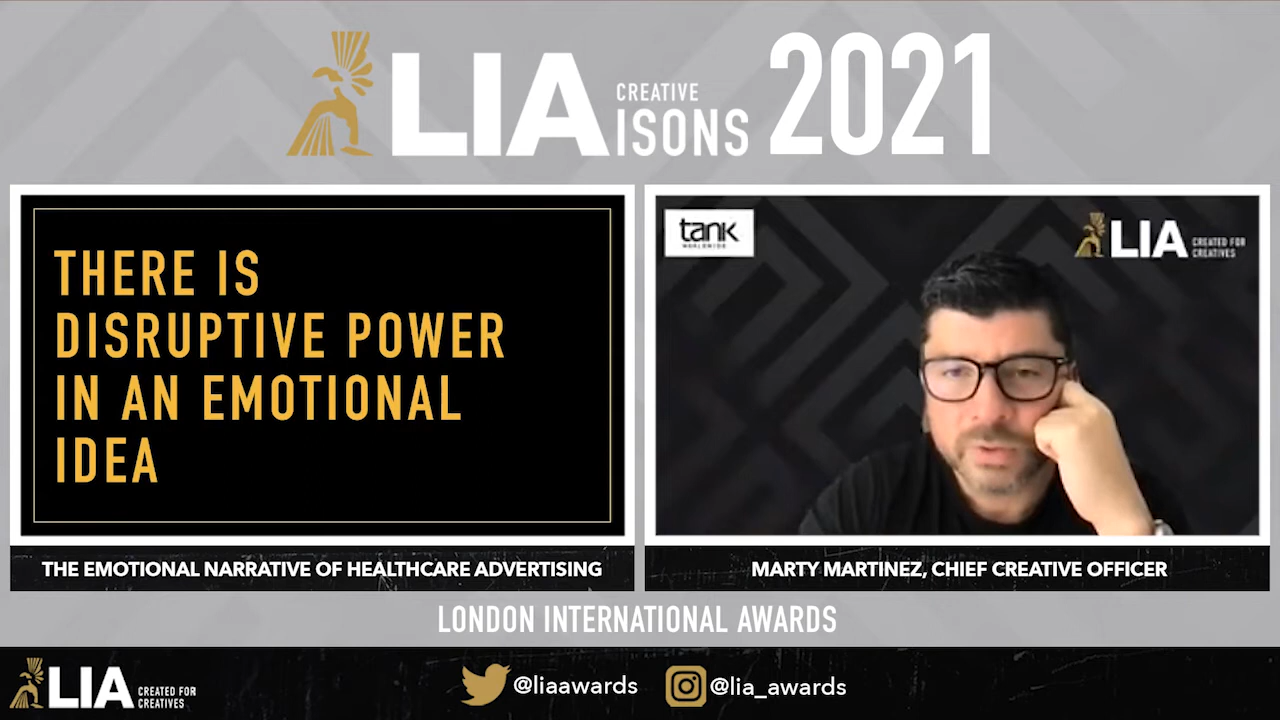 LIA CREATIVE ISONS 2021
THERE IS
DISRUPTIVE POWER
IN AN EMOTIONAL
IDEA
tank
WORLDWIDE
LIA CREATED FOR
CREATIVES
THE EMOTIONAL NARRATIVE OF HEALTHCARE ADVERTISING
MARTY MARTINEZ, CHIEF CREATIVE OFFICER
LONDON INTERNATIONAL AWARDS
LIA CREATED FOR
CREATIVES
@liaawards
@lia_awards